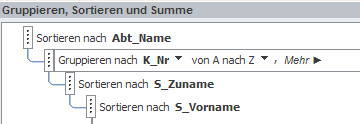 Gruppieren, Sortieren und Summe
Sortieren nach Abt_Name
Gruppieren nach K_Nr von A nach Z , Mehr
Sortieren nach S_Zuname
Sortieren nach S_Vorname